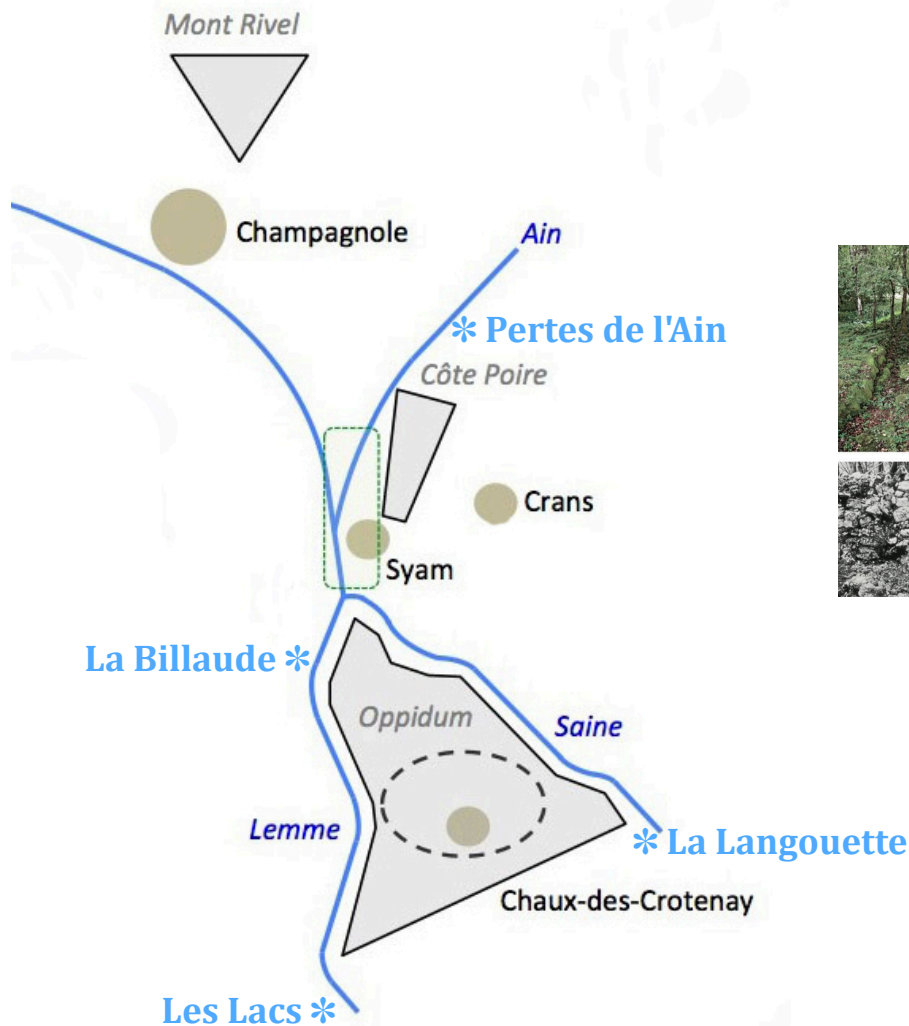 Mont Rivel
Champagnole
Ain
* Pertes de l'Ain
Côte Poire
Crans
Syam
La Billaude *
Oppidum
Saine
Lemme
* La Langouette
Chaux-des-Crotenay
Les Lacs *